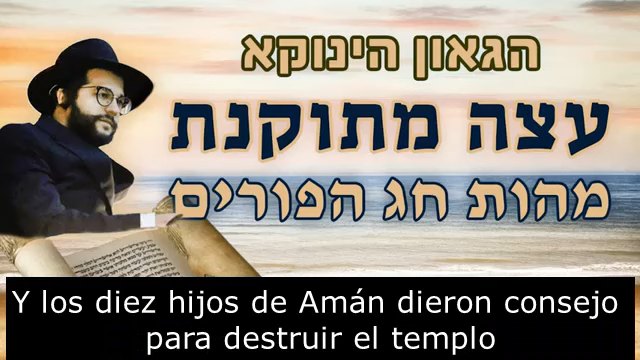 הגאון הינוקא
עצה מתוקנת
מהות חג הפורים
Y los diez hijos de Amán dieron consejo
para destruir el templo